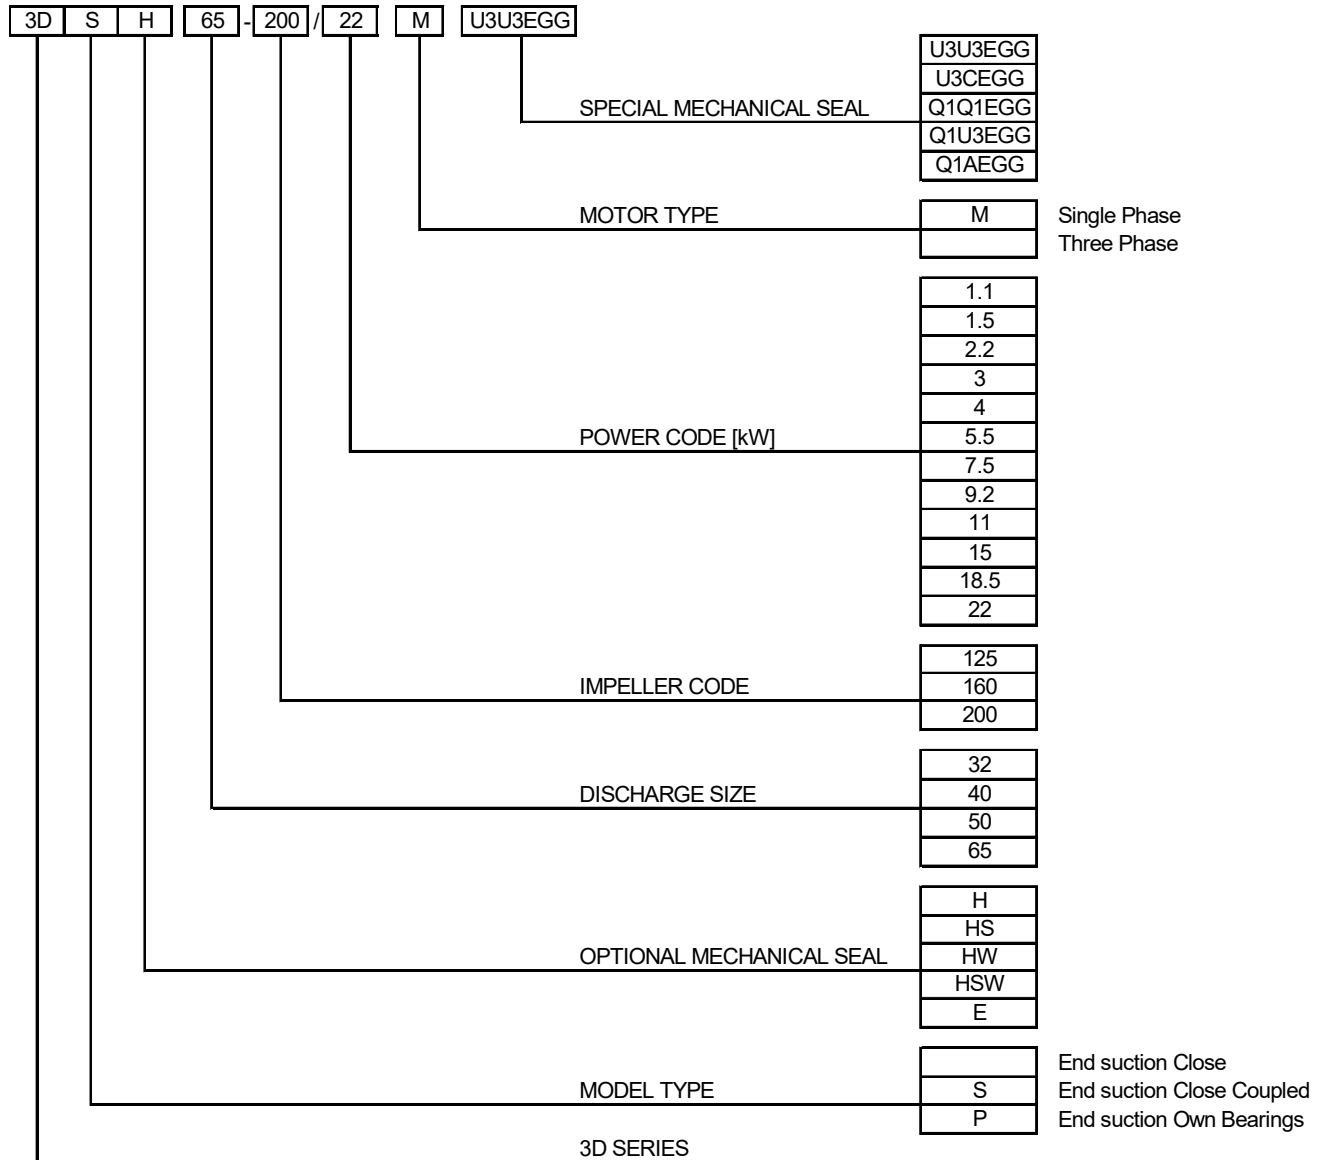 3D S H 65 - 200 / 22 M U3U3EGG
U3U3EGG
U3CEGG
SPECIAL MECHANICAL SEAL Q1Q1EGG
Q1U3EGG
Q1AEGG
MOTOR TYPE M Single Phase
Three Phase
1.1
1.5
2.2
3
4
POWER CODE [kW] 5.5
7.5
9.2
11
15
18.5
22
125
IMPELLER CODE 160
200
32
DISCHARGE SIZE 40
50
65
H
HS
OPTIONAL MECHANICAL SEAL HW
HSW
E
End suction Close
MODEL TYPE S End suction Close Coupled
P End suction Own Bearings
3D SERIES